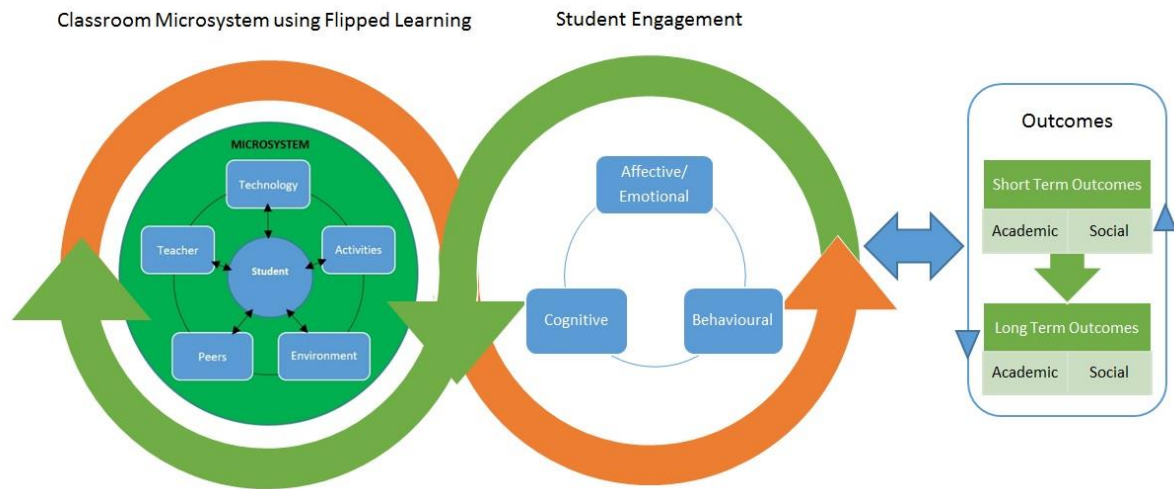 Classroom Microsystem using Flipped Learning
Student Engagement
MICROSYSTEM
Technology
Teacher
Activities
Student
Peers
Environment
Affective/
Emotional
Cognitive
Behavioural
Outcomes
Short Term Outcomes
Academic
Social
Long Term Outcomes
Academic
Social